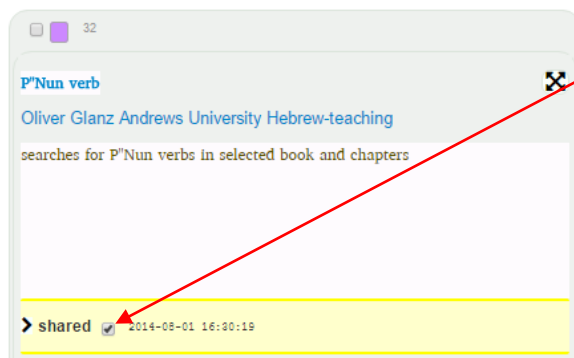 32
P"Nun verb
Oliver Glanz Andrews University Hebrew-teaching
searches for P"Nun verbs in selected book and chapters
shared 2014-08-01 16:30:19